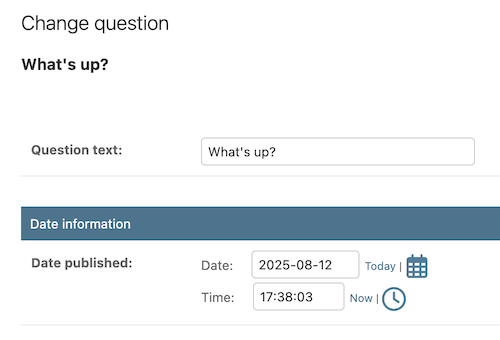 Change question
What's up?
Question text: What's up?
Date information
Date published: Date: 2025-08-12 Today |
Time: 17:38:03 Now |